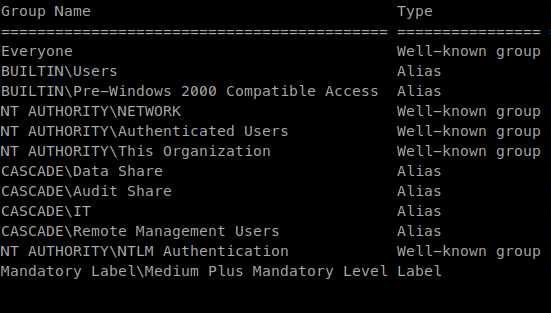 Group Name Type
========================================== ================
Everyone Well-known group
BUILTIN\Users Alias
BUILTIN\Pre-Windows 2000 Compatible Access Alias
NT AUTHORITY\NETWORK Well-known group
NT AUTHORITY\Authenticated Users Well-known group
NT AUTHORITY\This Organization Well-known group
CASCADE\Data Share Alias
CASCADE\Audit Share Alias
CASCADE\IT Alias
CASCADE\Remote Management Users Alias
NT AUTHORITY\NTLM Authentication Well-known group
Mandatory Label\Medium Plus Mandatory Level Label